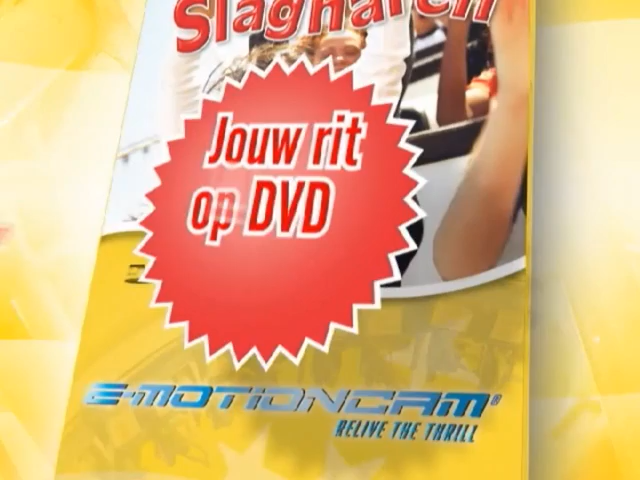 Slagharen
Jouw rit
op DVD
E-MOTIONCAM®
RELIVE THE THRILL